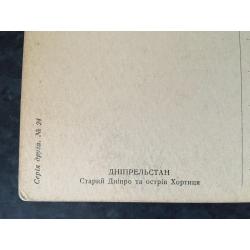 Серія друга. № 24
ДНІПРЕЛЬСТАН
Старий Дніпро та острів Хортиця